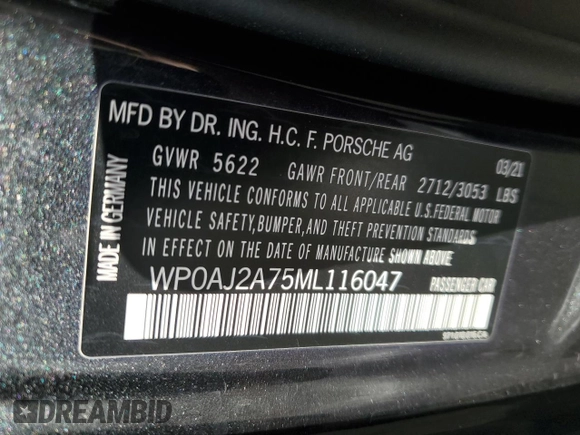 MFD BY DR. ING. H.C. F. PORSCHE AG 03/21
GVWR 5622 GAWR FRONT/REAR 2712/3053 LBS
THIS VEHICLE CONFORMS TO ALL APPLICABLE U.S. FEDERAL MOTOR
VEHICLE SAFETY,BUMPER,AND THEFT PREVENTION STANDARDS
IN EFFECT ON THE DATE OF MANUFACTURE SHOWN ABOVE
WP0AJ2A75ML116047 PASSENGER CAR
MADE IN GERMANY
DREAMBID